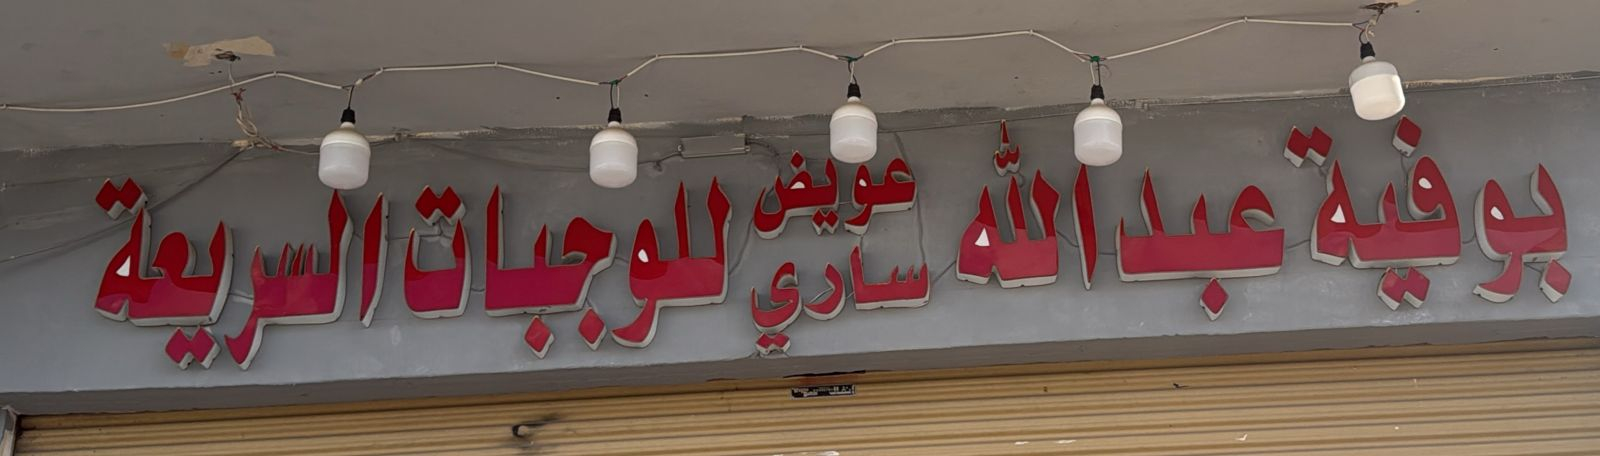 بوفية عبدالله عويض ساري للوجبات السريعة